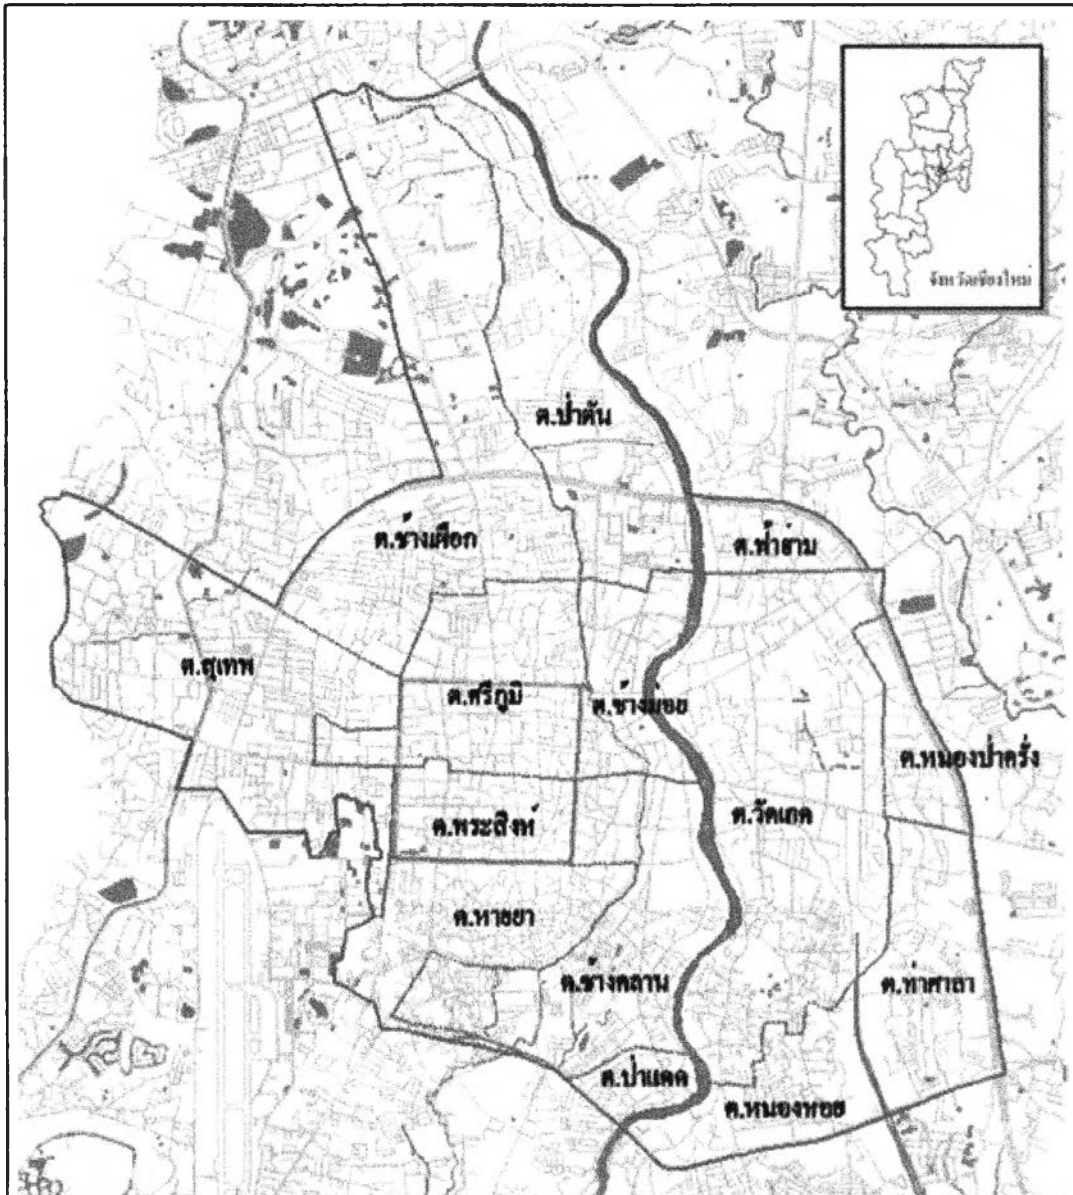 จังหวัดเชียงใหม่
ต.ป่าตัน
ต.ช้างเผือก
ต.ฟ้าฮ่าม
ต.สุเทพ
ต.ศรีภูมิ
ต.ช้างม่อย
ต.หนองป่าครั่ง
ต.วัดเกต
ต.พระสิงห์
ต.หายยา
ต.ช้างคลาน
ต.ท่าศาลา
ต.ป่าแดด
ต.หนองหอย